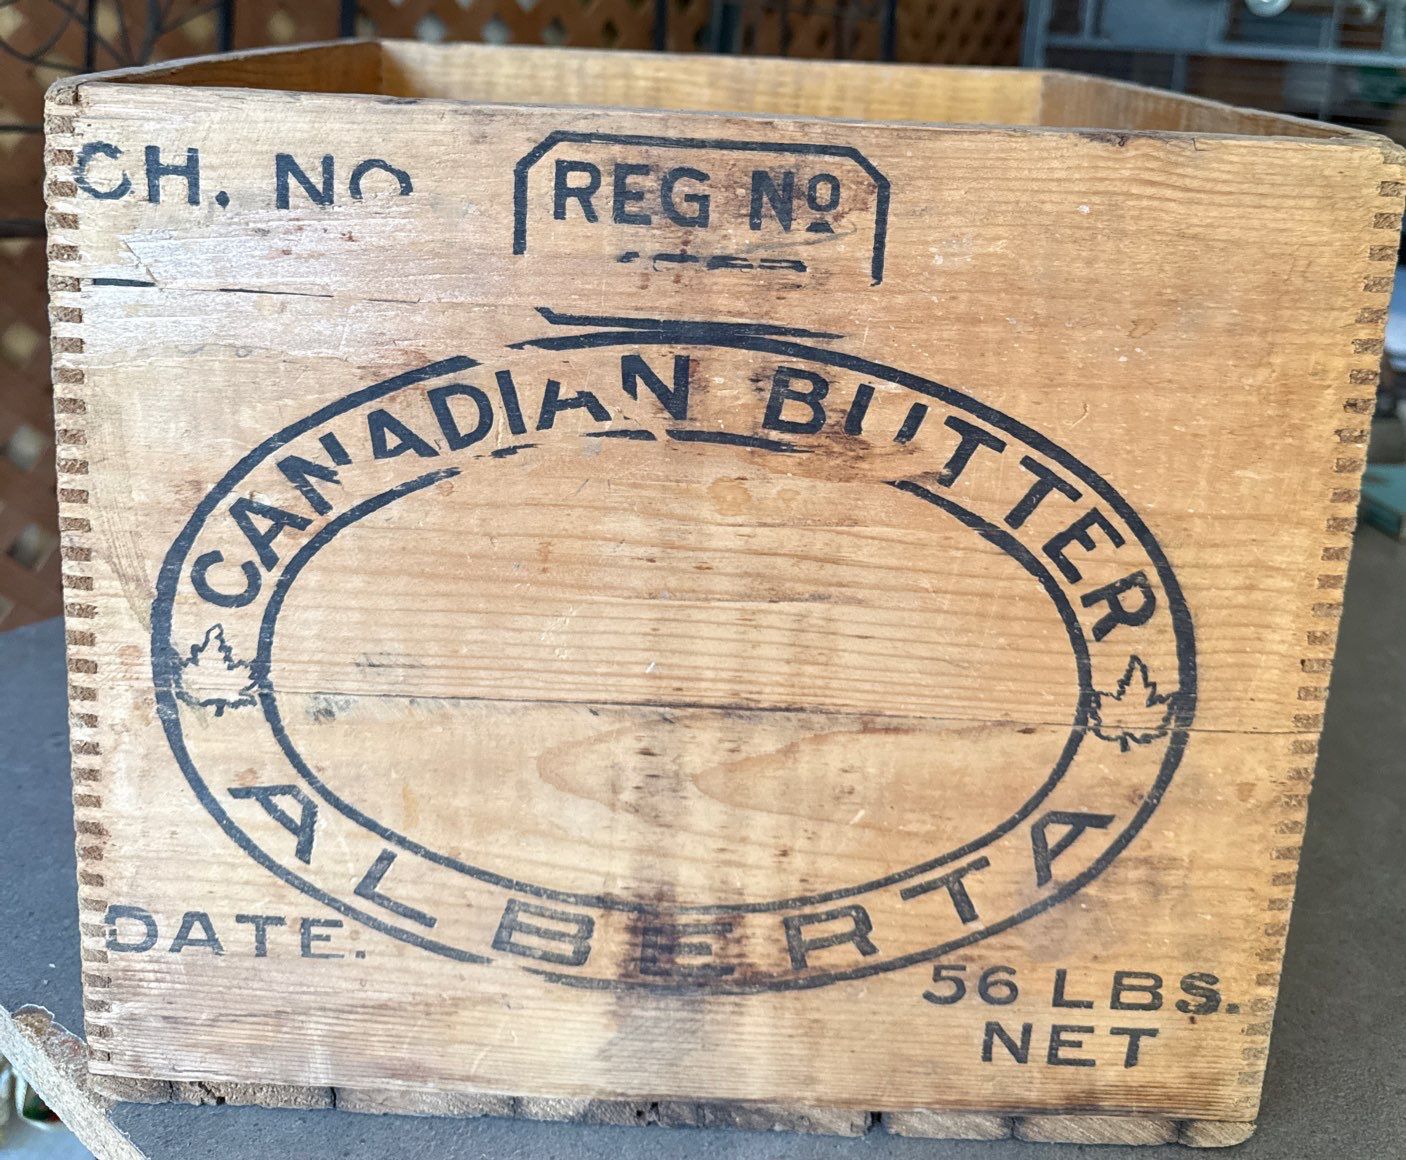 CH. NO
REG Nº
CANADIAN BUTTER
ALBERTA
DATE.
56 LBS.
NET